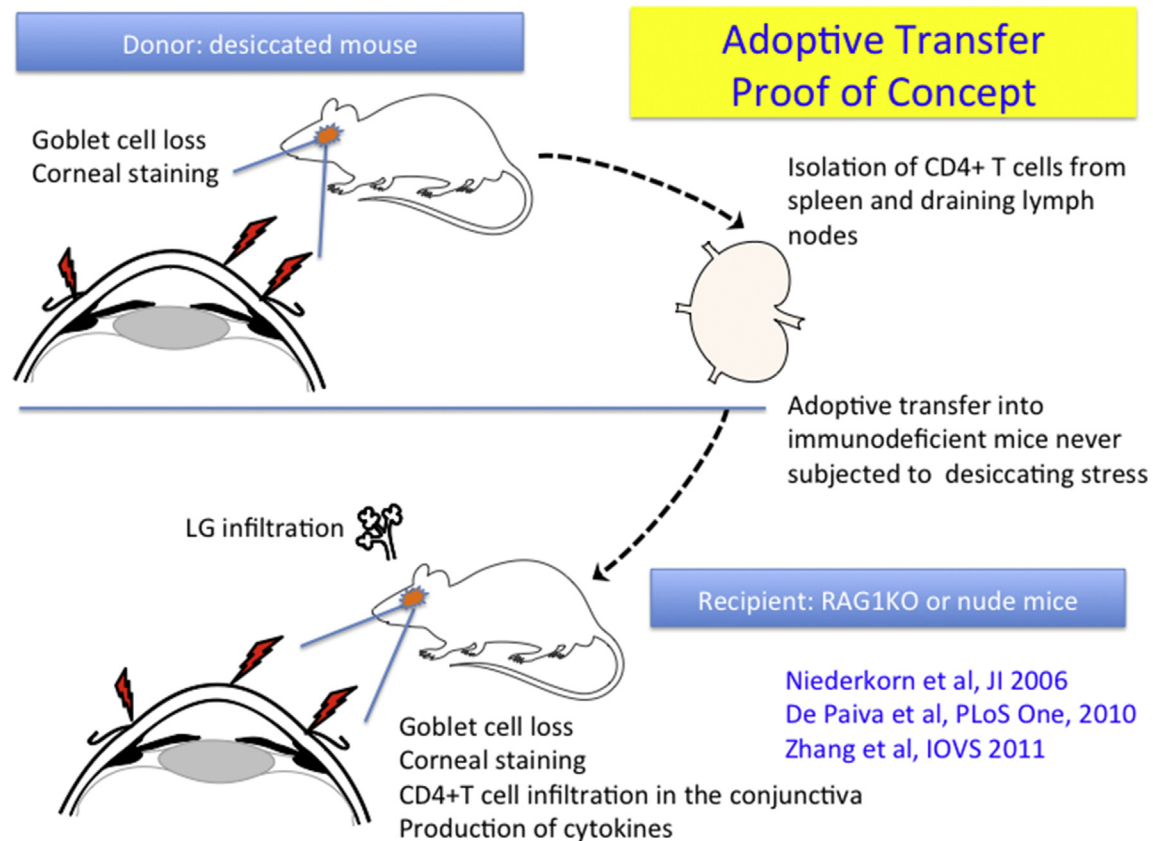 Donor: desiccated mouse
Adoptive Transfer
Proof of Concept
Goblet cell loss
Corneal staining
Isolation of CD4+ T cells from
spleen and draining lymph
nodes
Adoptive transfer into
immunodeficient mice never
subjected to desiccating stress
LG infiltration
Recipient: RAG1KO or nude mice
Niederkorn et al, JI 2006
De Paiva et al, PLoS One, 2010
Zhang et al, IOVS 2011
Goblet cell loss
Corneal staining
CD4+T cell infiltration in the conjunctiva
Production of cytokines